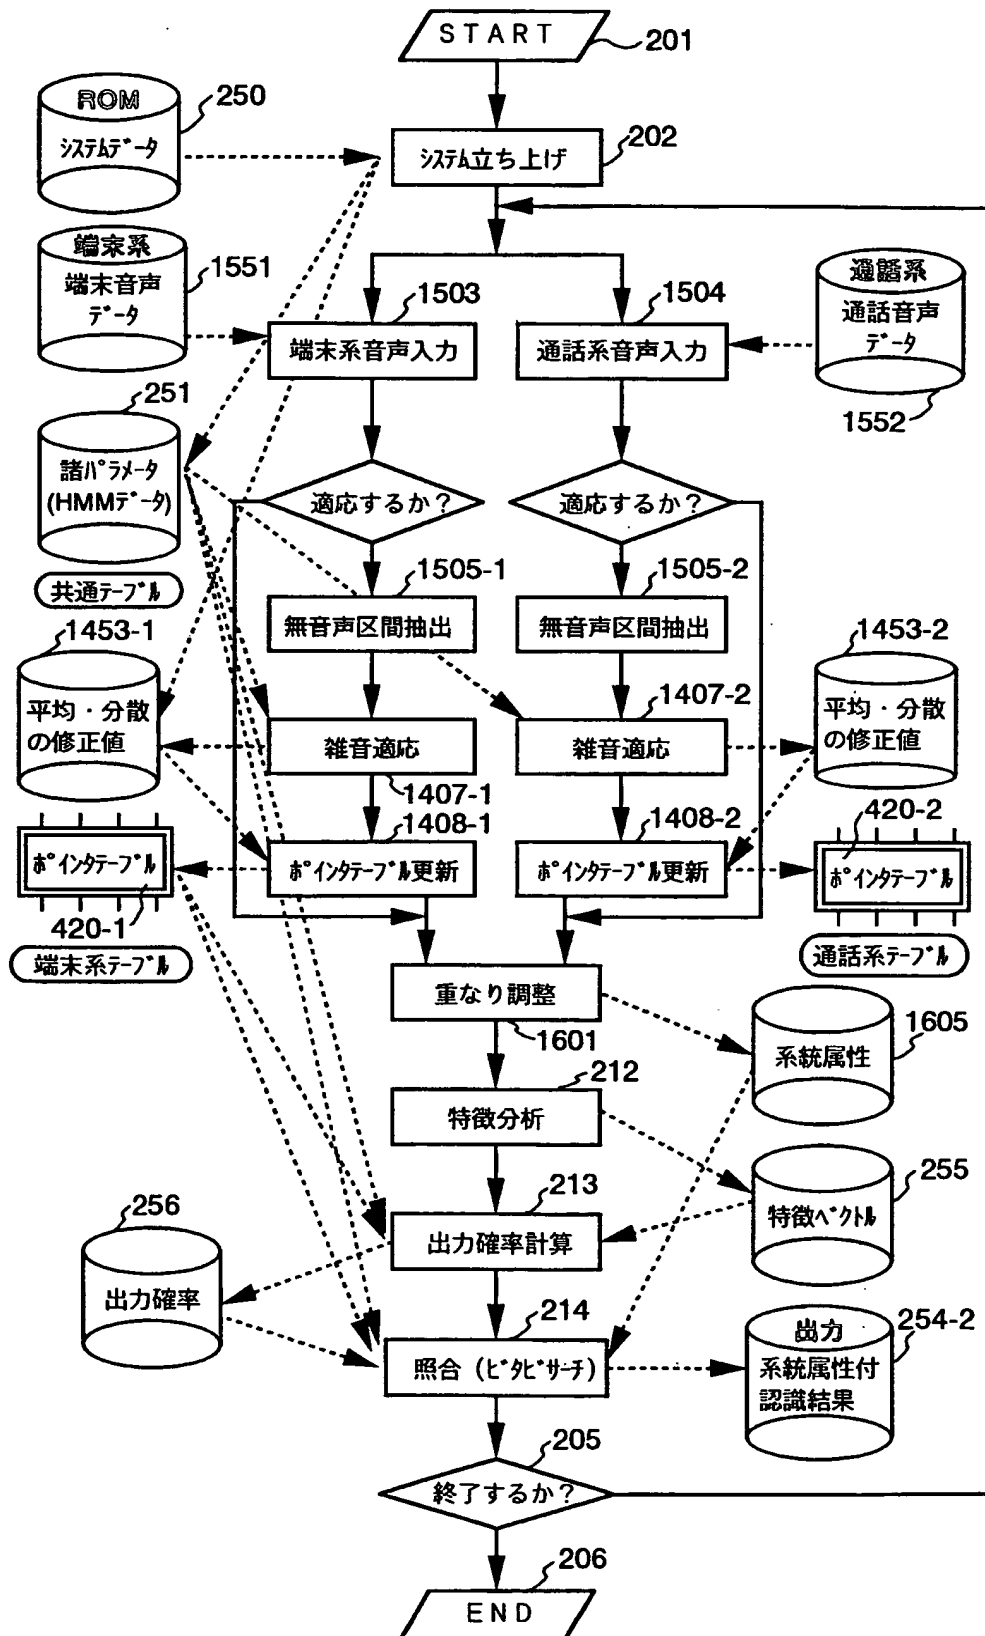 START
201
ROM
250
システムデータ
システム立ち上げ
202
端末系
端末音声
データ
1551
1503
1504
通話系
通話音声
データ
端末系音声入力
通話系音声入力
1552
251
諸パラメータ
(HMMデータ)
適応するか?
適応するか?
共通テーブル
1505-1
1505-2
無音声区間抽出
無音声区間抽出
1453-1
1453-2
平均・分散
の修正値
1407-2
平均・分散
の修正値
雑音適応
雑音適応
1407-1
1408-1
1408-2
420-2
ポインタテーブル
ポインタテーブル更新
ポインタテーブル更新
ポインタテーブル
420-1
端末系テーブル
通話系テーブル
重なり調整
1601
系統属性
1605
212
特徴分析
255
特徴ベクトル
213
256
出力確率計算
出力確率
214
出力
系統属性付
認識結果
254-2
照合(ビタビサーチ)
205
終了するか?
206
END